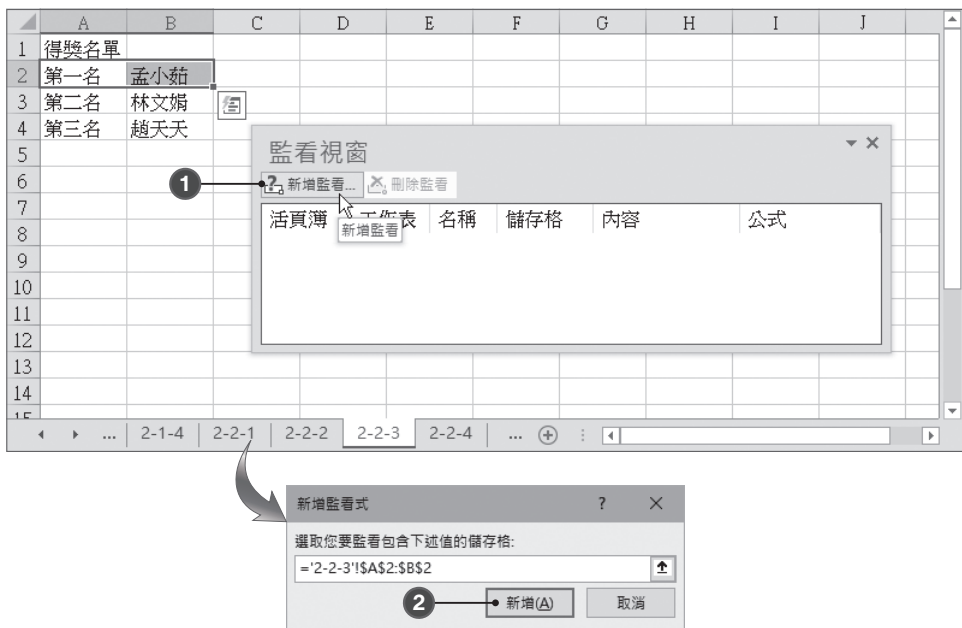 A B C D E F G H I J
1 得獎名單
2 第一名 孟小茹
3 第二名 林文娟
4 第三名 趙天天
5
6
7
8
9
10
11
12
13
14
15
監看視窗
1 新增監看... 刪除監看
活頁簿 工作表 名稱 儲存格 內容 公式
新增監看
... 2-1-4 2-2-1 2-2-2 2-2-3 2-2-4 ...
新增監看式 ?
選取您要監看包含下述值的儲存格:
='2-2-3'!$A$2:$B$2
2 新增(A) 取消